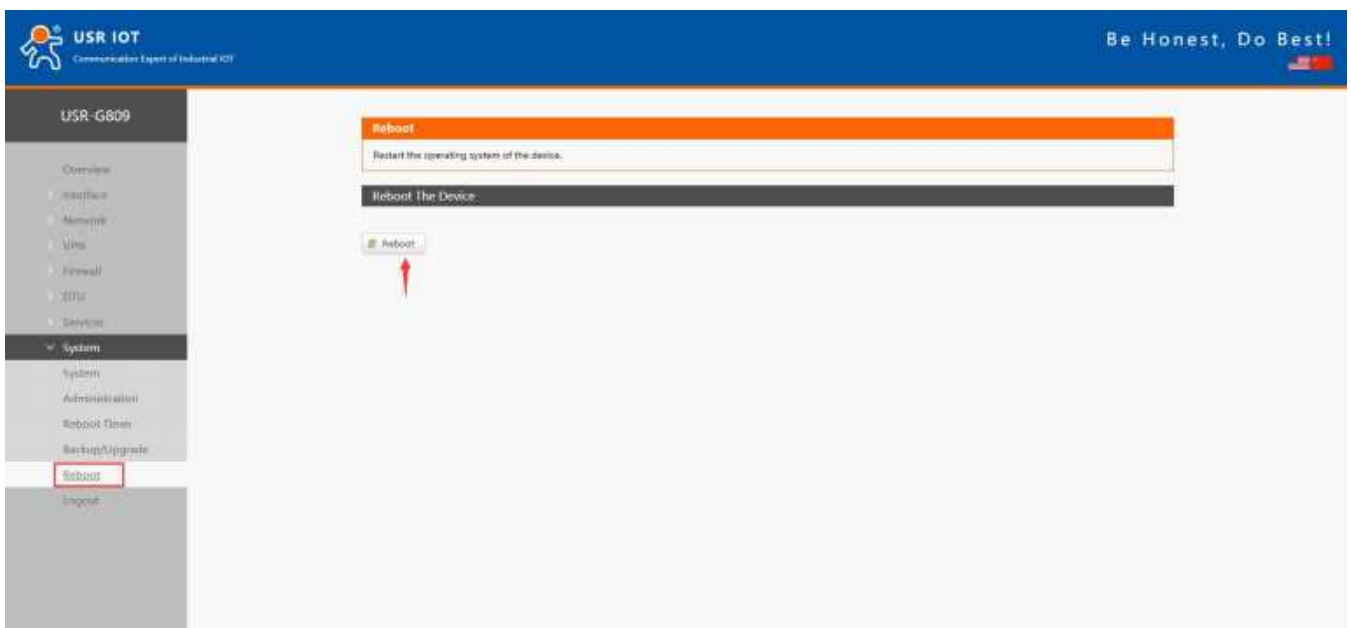 USR IOT
Communication Expert of Industrial IOT
Be Honest, Do Best!
USR-G809
Overview
Interface
Network
VPN
Firewall
DTU
Services
System
System
Administration
Reboot Timer
Backup/Upgrade
Reboot
Logout
Reboot
Restart the operating system of the device.
Reboot The Device
Reboot